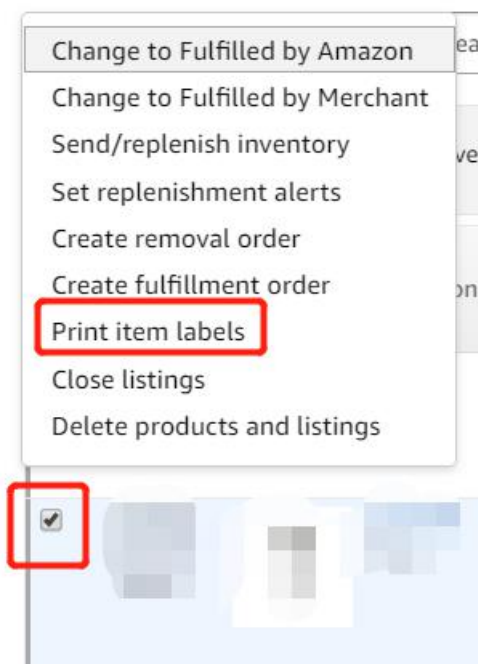 Change to Fulfilled by Amazon
Change to Fulfilled by Merchant
Send/replenish inventory
Set replenishment alerts
Create removal order
Create fulfillment order
Print item labels
Close listings
Delete products and listings